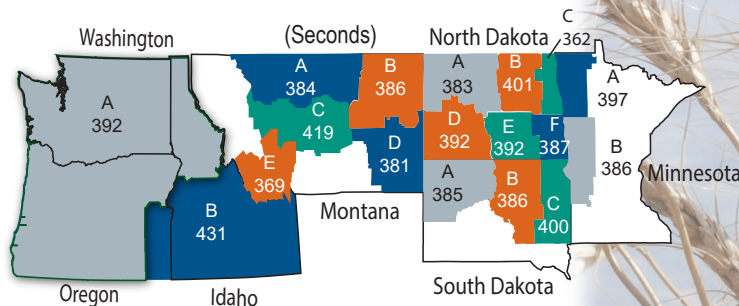 Washington
(Seconds)
North Dakota
C
362
A
392
A
384
B
386
C
419
D
381
E
369
B
431
A
383
B
401
D
392
E
392
F
387
A
385
B
386
C
400
A
397
B
386
Minnesota
Montana
South Dakota
Oregon
Idaho